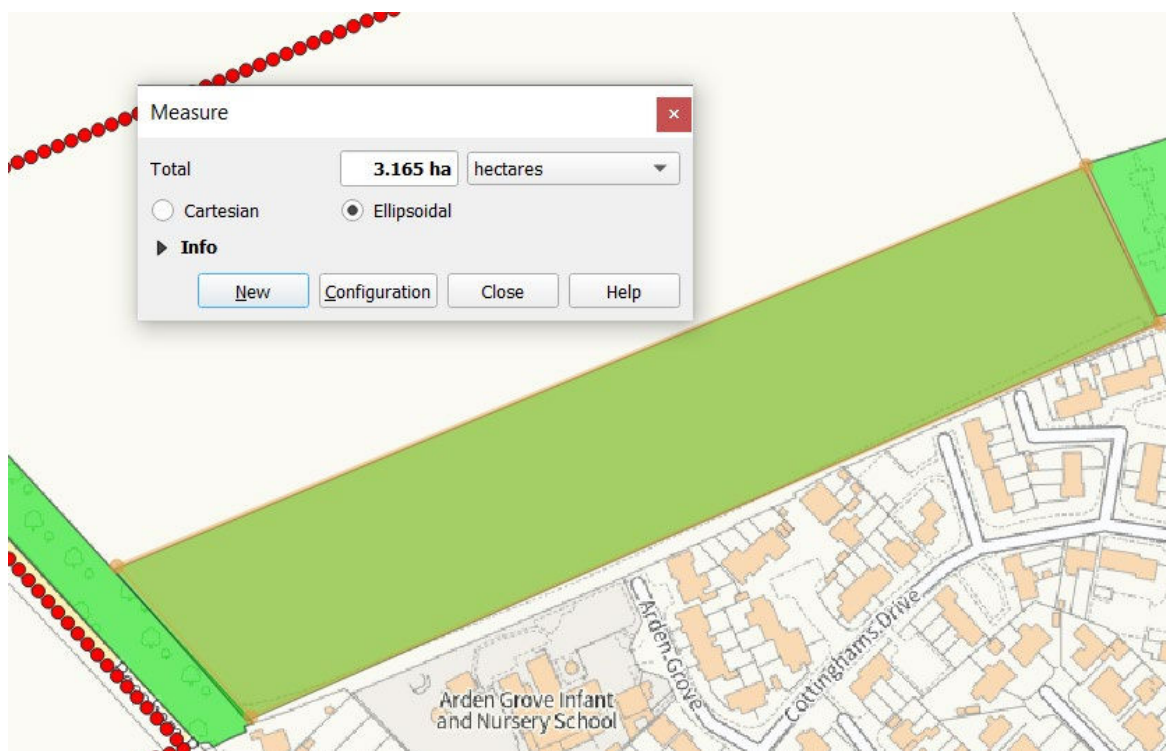 Measure
Total 3.165 ha hectares
Cartesian Ellipsoidal
Info
New Configuration Close Help
Arden Grove
Cottinghams Drive
Arden Grove Infant
and Nursery School